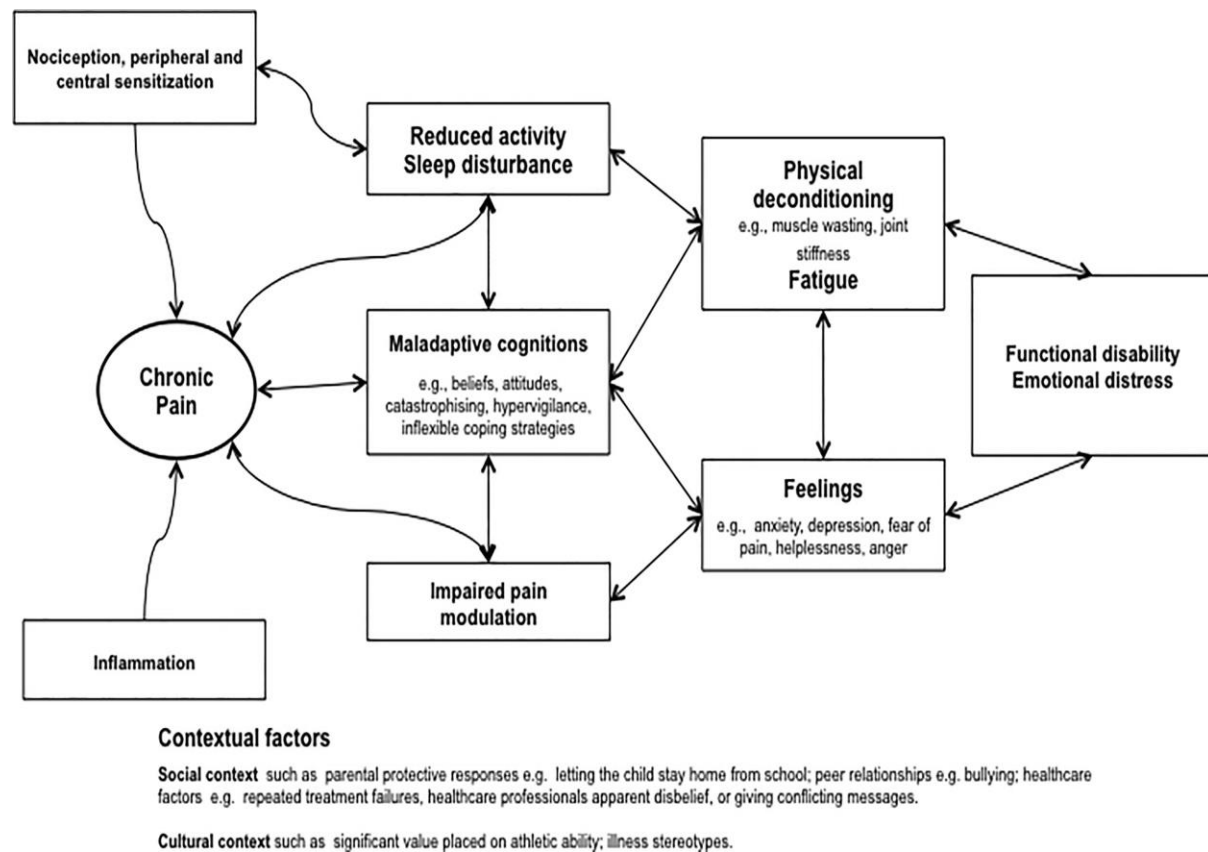 Nociception, peripheral and
central sensitization
Reduced activity
Sleep disturbance
Physical
deconditioning
e.g., muscle wasting, joint
stiffness
Fatigue
Chronic
Pain
Maladaptive cognitions
e.g., beliefs, attitudes,
catastrophising, hypervigilance,
inflexible coping strategies
Functional disability
Emotional distress
Feelings
e.g., anxiety, depression, fear of
pain, helplessness, anger
Impaired pain
modulation
Inflammation
Contextual factors
Social context such as parental protective responses e.g. letting the child stay home from school; peer relationships e.g. bullying; healthcare
factors e.g. repeated treatment failures, healthcare professionals apparent disbelief, or giving conflicting messages.
Cultural context such as significant value placed on athletic ability; illness stereotypes.